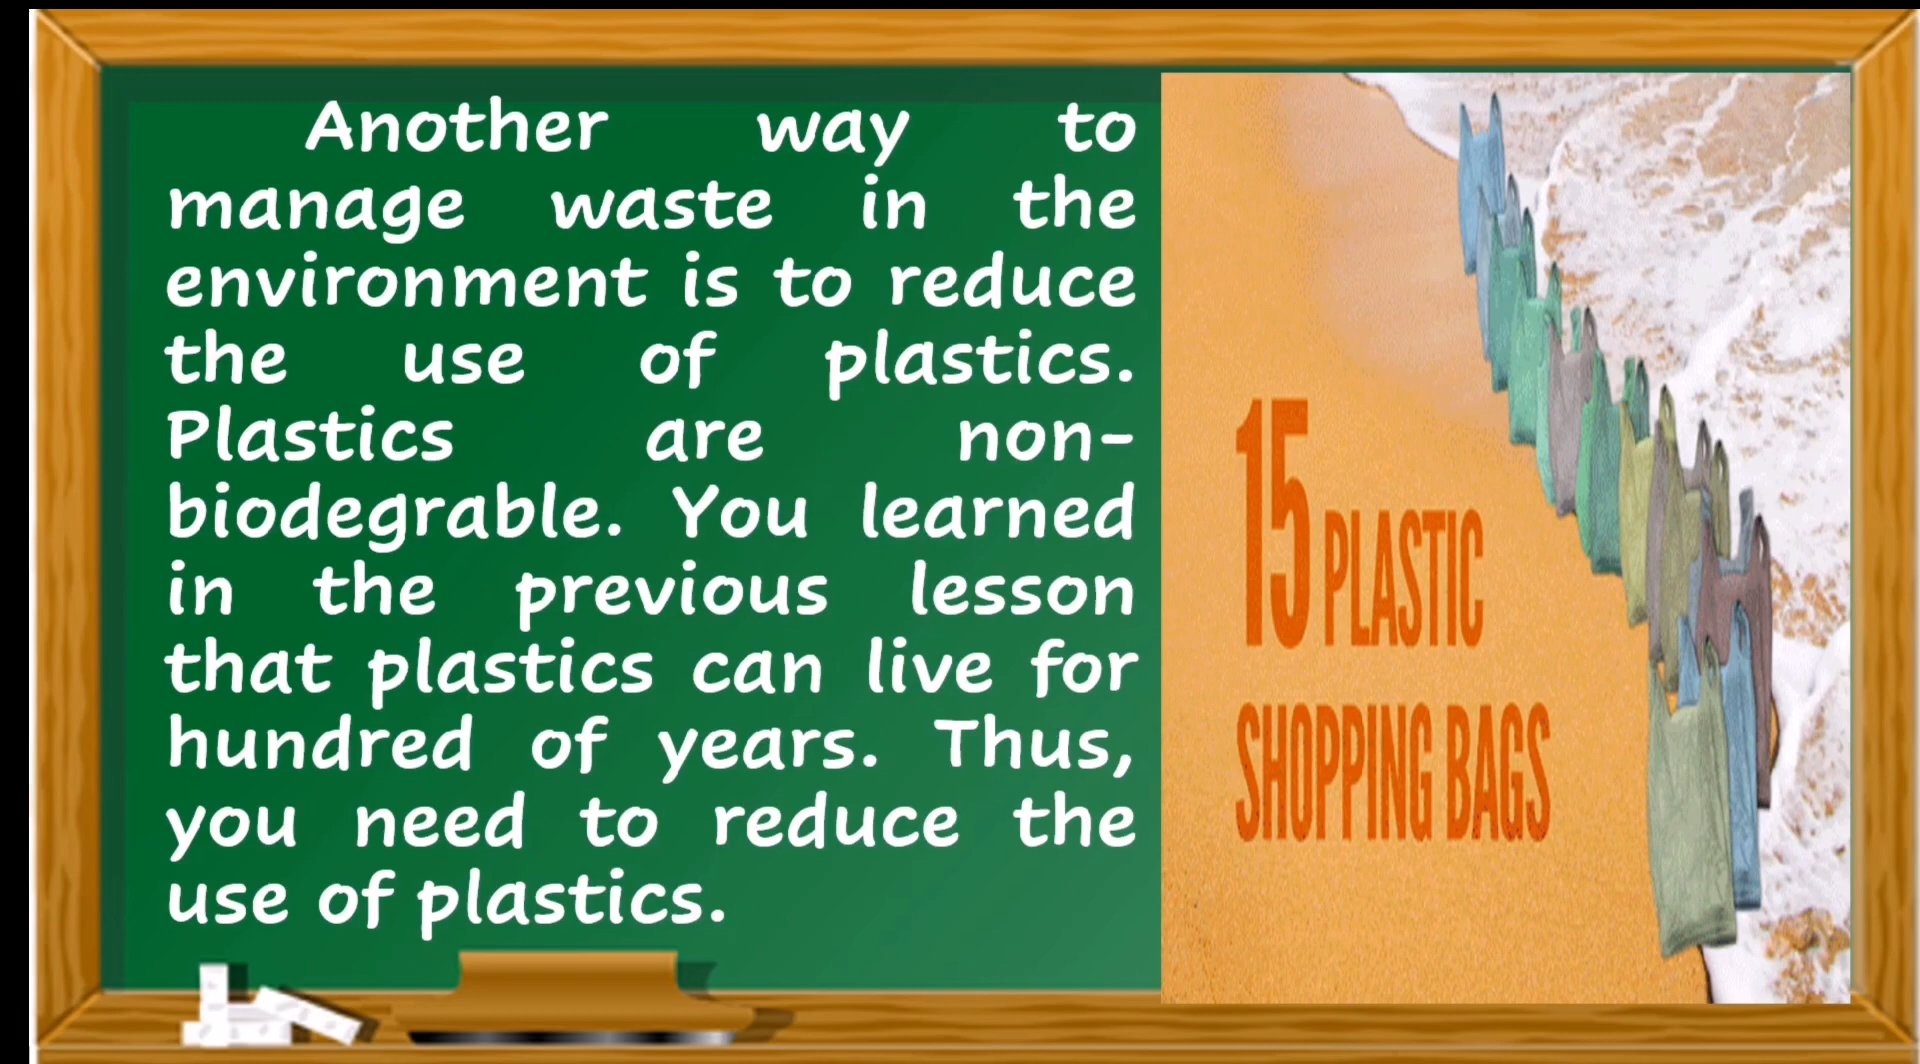 Another way to
manage waste in the
environment is to reduce
the use of plastics.
Plastics are non-
biodegrable. You learned
in the previous lesson
that plastics can live for
hundred of years. Thus,
you need to reduce the
use of plastics.
15 PLASTIC
SHOPPING BAGS